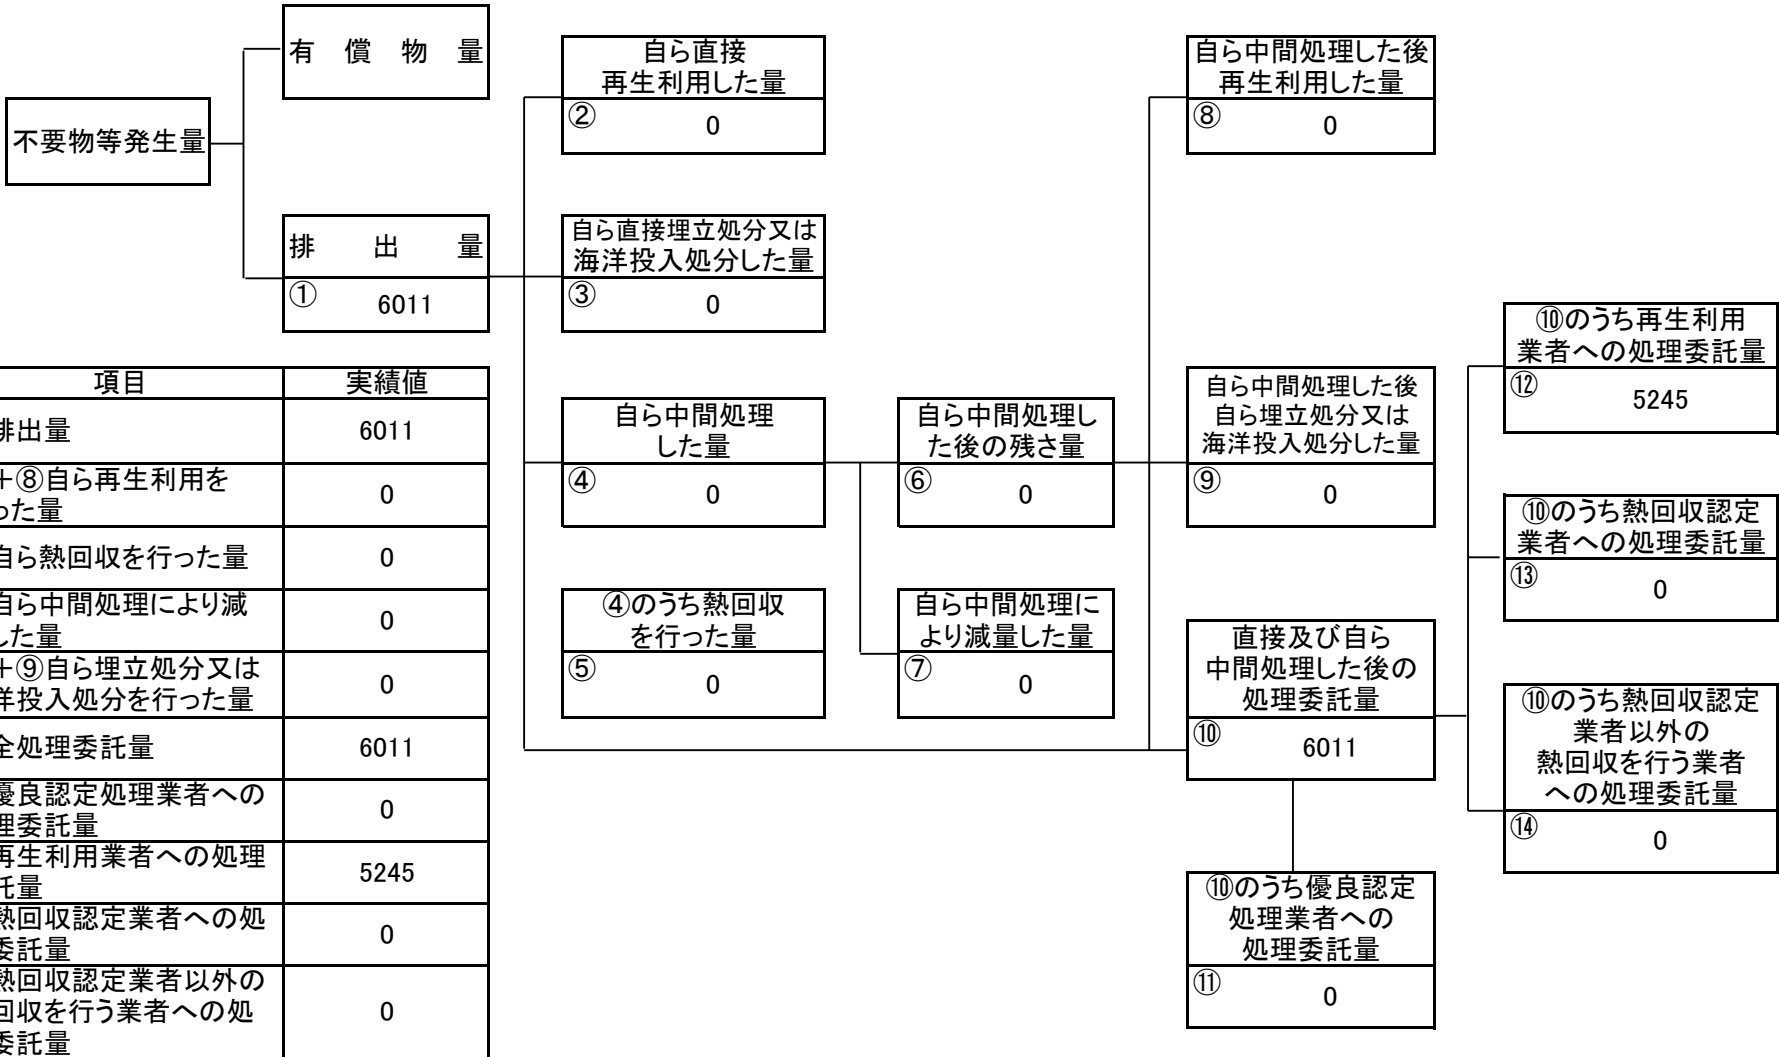 有 償 物 量
不要物等発生量
排 出 量
① 6011
自ら直接
再生利用した量
② 0
自ら直接埋立処分又は
海洋投入処分した量
③ 0
自ら中間処理
した量
④ 0
④のうち熱回収
を行った量
⑤ 0
自ら中間処理し
た後の残さ量
⑥ 0
自ら中間処理に
より減量した量
⑦ 0
自ら中間処理した後
再生利用した量
⑧ 0
自ら中間処理した後
自ら埋立処分又は
海洋投入処分した量
⑨ 0
直接及び自ら
中間処理した後の
処理委託量
⑩ 6011
⑩のうち優良認定
処理業者への
処理委託量
⑪ 0
⑩のうち再生利用
業者への処理委託量
⑫ 5245
⑩のうち熱回収認定
業者への処理委託量
⑬ 0
⑩のうち熱回収認定
業者以外の
熱回収を行う業者
への処理委託量
⑭ 0
項目 実績値
排出量 6011
+⑧自ら再生利用を
った量 0
自ら熱回収を行った量 0
自ら中間処理により減
した量 0
+⑨自ら埋立処分又は
洋投入処分を行った量 0
全処理委託量 6011
優良認定処理業者への
理委託量 0
再生利用業者への処理
託量 5245
熱回収認定業者への処
委託量 0
熱回収認定業者以外の
回収を行う業者への処
委託量 0